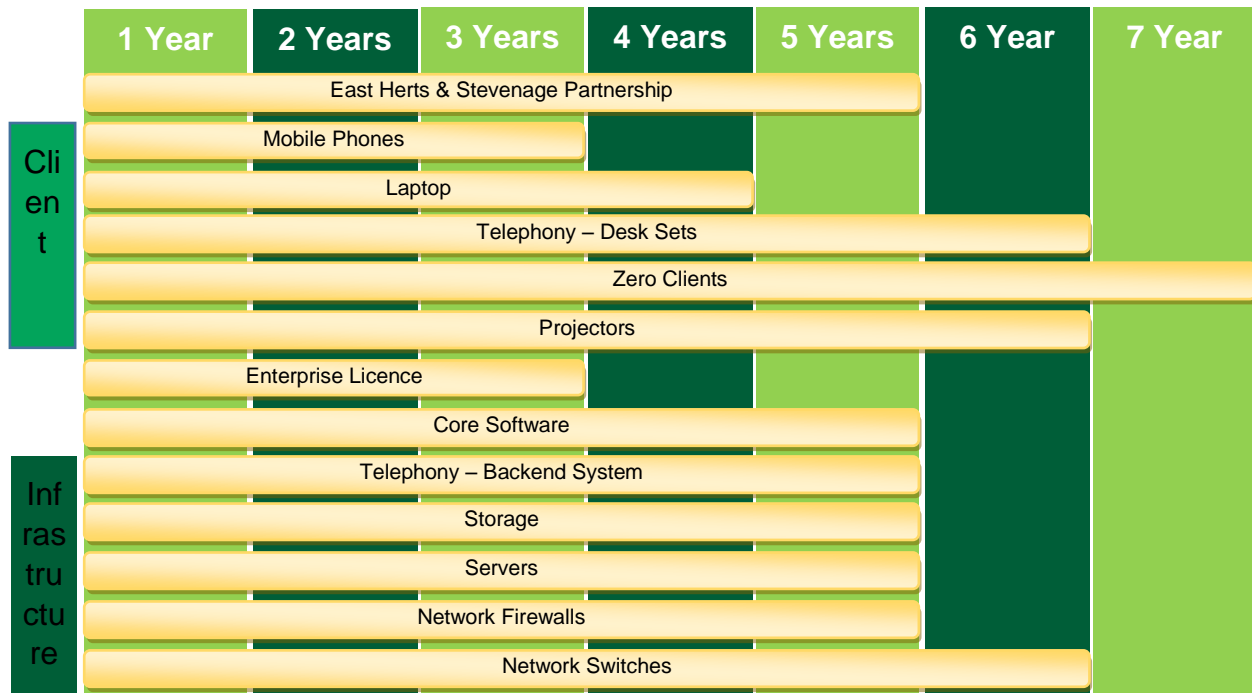 1 Year 2 Years 3 Years 4 Years 5 Years 6 Year 7 Year
East Herts & Stevenage Partnership
Cli
en
t
Mobile Phones
Laptop
Telephony – Desk Sets
Zero Clients
Projectors
Enterprise Licence
Core Software
Inf
ras
tru
ctu
re
Telephony – Backend System
Storage
Servers
Network Firewalls
Network Switches